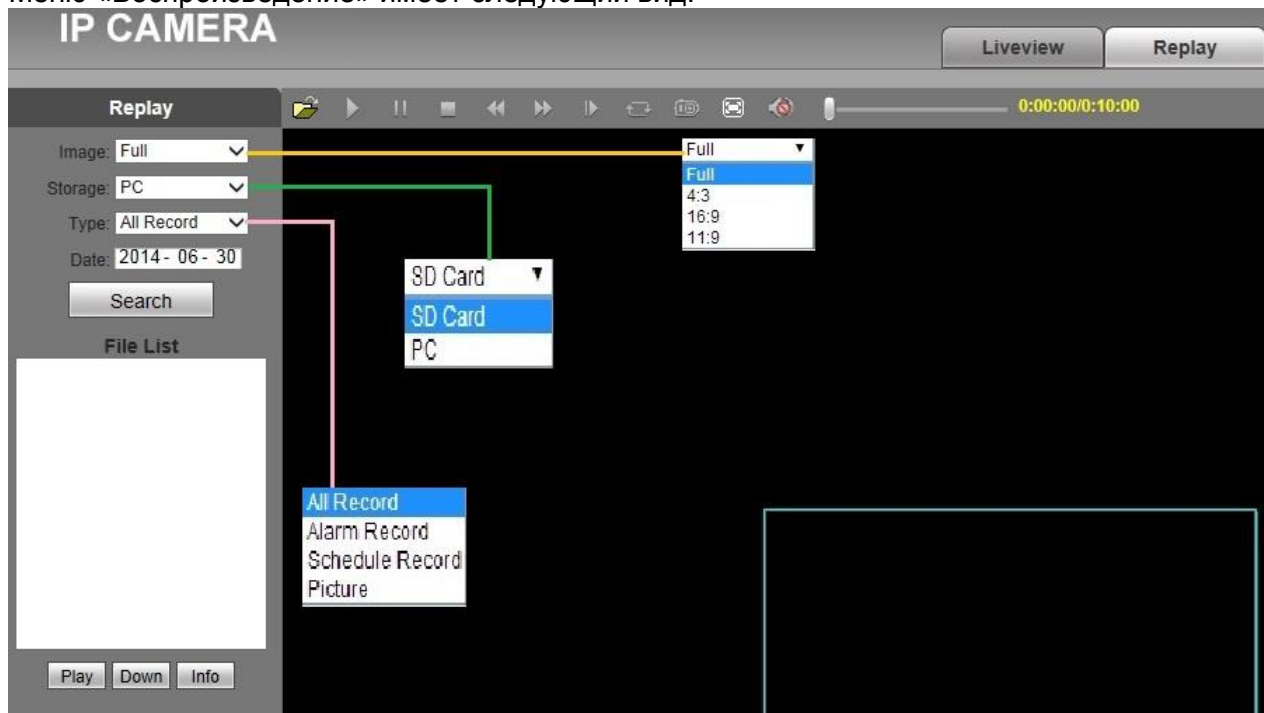 Меню «Воспроизведение» имеет следующий вид:
IP CAMERA
Liveview
Replay
Replay
0:00:00/0:10:00
Image: Full
Storage: PC
Type: All Record
Date: 2014 - 06 - 30
Search
File List
Play
Down
Info
Full
Full
4:3
16:9
11:9
SD Card
SD Card
PC
All Record
Alarm Record
Schedule Record
Picture